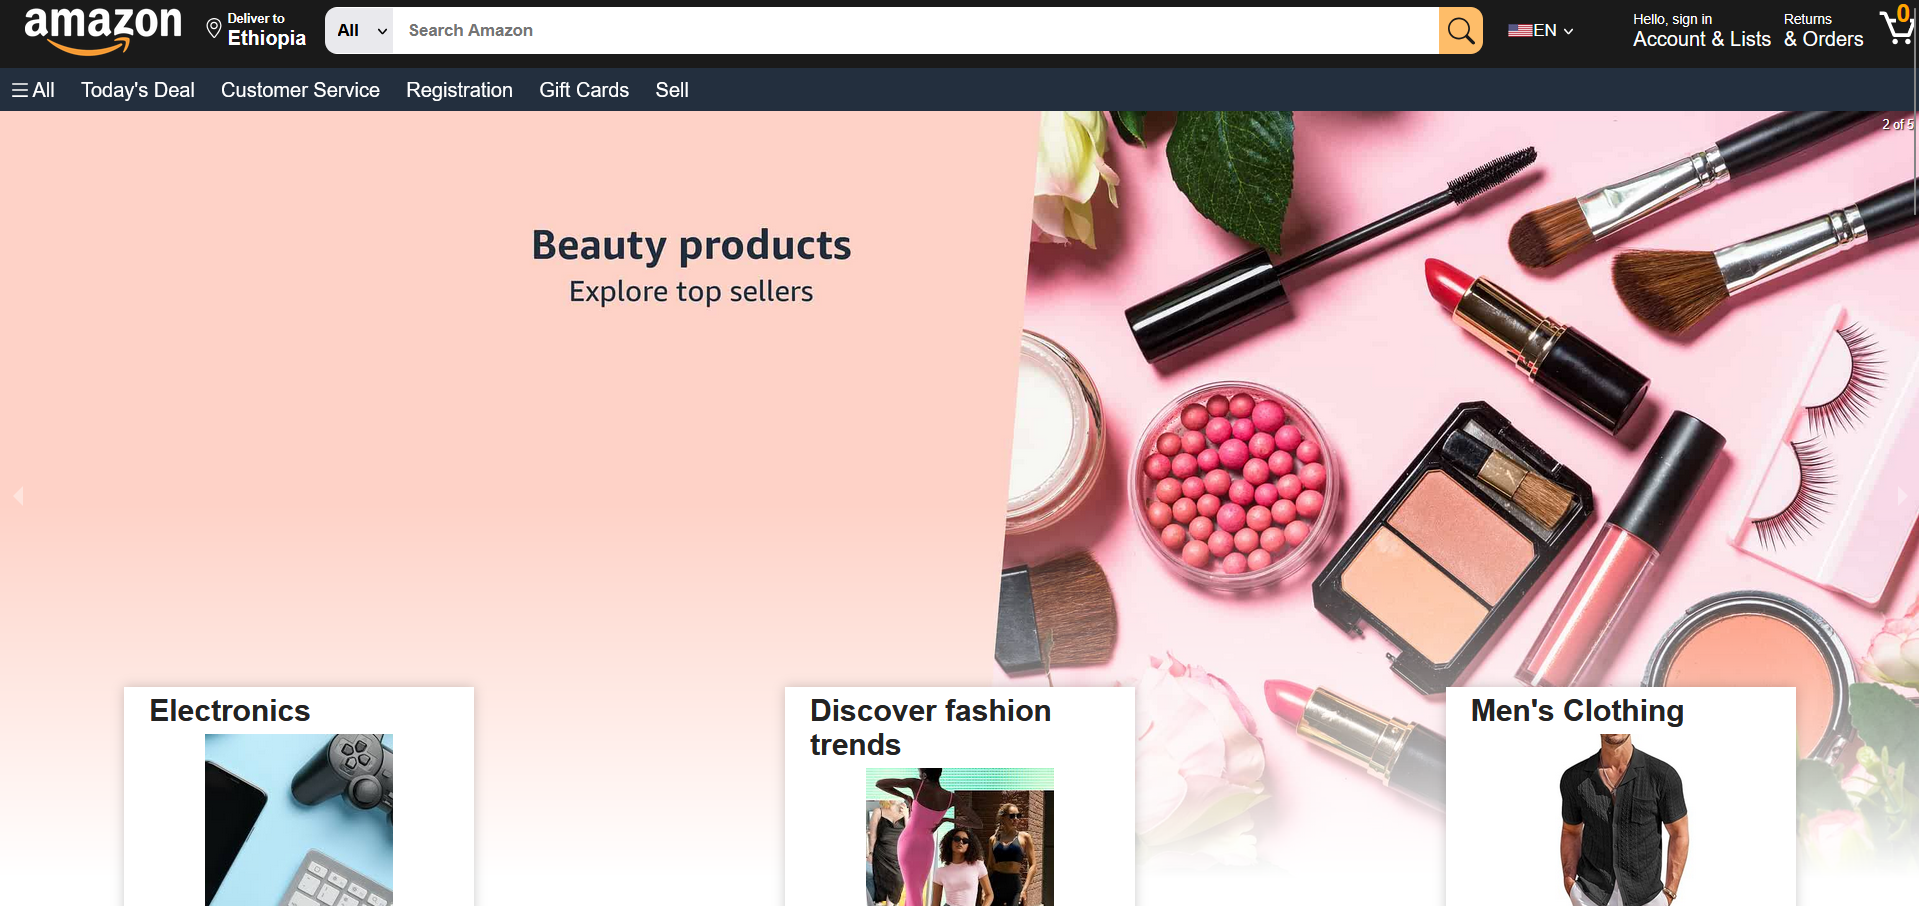 amazon
Deliver to
Ethiopia
All
Search Amazon
EN
Hello, sign in
Account & Lists
Returns
& Orders
0
All
Today's Deal
Customer Service
Registration
Gift Cards
Sell
2 of 5
Beauty products
Explore top sellers
Electronics
Discover fashion
trends
Men's Clothing